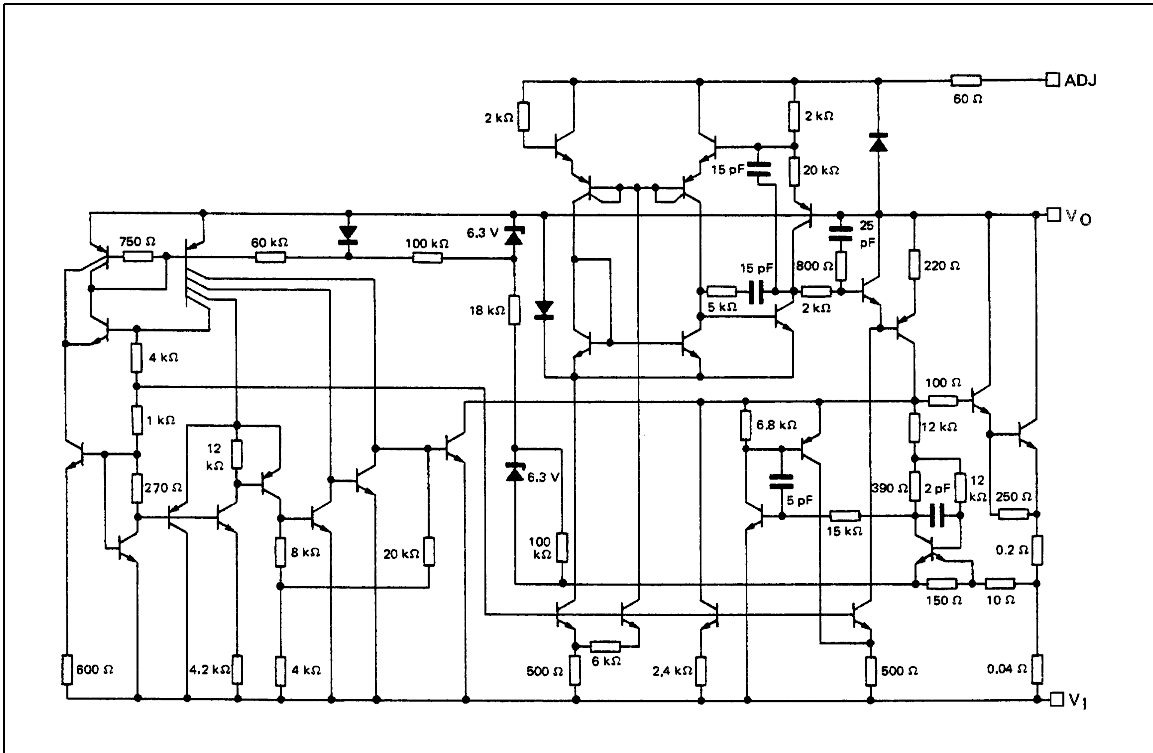 ADJ
60 Ω
2 kΩ
2 kΩ
15 pF
20 kΩ
V O
750 Ω
60 kΩ
100 kΩ
6.3 V
25 pF
15 pF
800 Ω
220 Ω
18 kΩ
5 kΩ
2 kΩ
4 kΩ
100 Ω
1 kΩ
6.8 kΩ
12 kΩ
12 kΩ
6.3 V
5 pF
390 Ω
2 pF
12 kΩ
250 Ω
270 Ω
15 kΩ
8 kΩ
20 kΩ
100 kΩ
0.2 Ω
150 Ω
10 Ω
600 Ω
4.2 kΩ
4 kΩ
500 Ω
6 kΩ
2,4 kΩ
500 Ω
0.04 Ω
V I